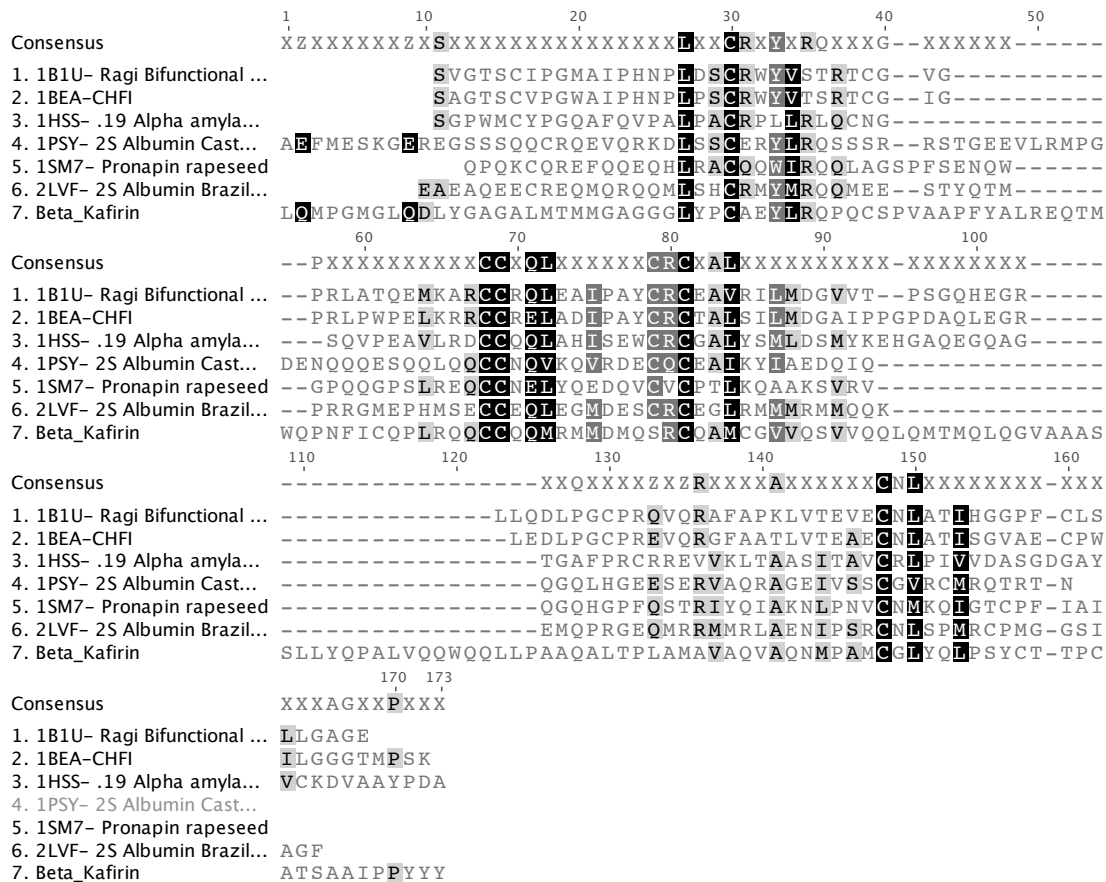 1 10 20 30 40 50
Consensus XZXXXXXXZXSXXXXXXXXXXXXXXXLXXCRXYXRQXXXG--XXXXXX------
1. 1B1U- Ragi Bifunctional ... SVGTSCIPGMAIPHNPLDSCRWYVSTRTCG--VG----------
2. 1BEA-CHFI SAGTSCVPGWAIPHNPLPSCRWYVTSRTCG--IG----------
3. 1HSS- .19 Alpha amyla... SGPWMCYPGQAFQVPALPACRPLLRLQCNG--------------
4. 1PSY- 2S Albumin Cast... AEFMESKGEREGSSSQQCRQEVQRKDLSSCERYLRQSSSR--RSTGEEVLRMPG
5. 1SM7- Pronapin rapeseed QPQKCQREFQQEQHLRACQQWIRQQLAGSPFSENQW------
6. 2LVF- 2S Albumin Brazil... EAEAQEECREQMQRQQMLSHCRMYMRQQMEE--STYQTM------
7. Beta_Kafirin LQMPGMGLQDLYGAGALMTMMGAGGGLYPCAEYLRQPQCSPVAAPFYALREQTM
60 70 80 90 100
Consensus --PXXXXXXXXXXCCXQLXXXXXXCRCXALXXXXXXXXXX-XXXXXXXX-----
1. 1B1U- Ragi Bifunctional ... --PRLATQEMKARCCRQLEAIPAYCRCEAVRILMDGVVT--PSGQHEGR-----
2. 1BEA-CHFI --PRLPWPELKRRCCRELADIPAYCRCTALSILMDGAIPPGPDAQLEGR-----
3. 1HSS- .19 Alpha amyla... ---SQVPEAVLRDCCQQLAHISEWCRCGALYSMLDSMYKEHGAQEGQAG-----
4. 1PSY- 2S Albumin Cast... DENQQQESQQLQQCCNQVKQVRDECQCEAIKYIAEDQIQ---------------
5. 1SM7- Pronapin rapeseed --GPQQGPSLREQCCNELYQEDQVCVCPTLKQAAKSVRV---------------
6. 2LVF- 2S Albumin Brazil... --PRRGMEPHMSECCEQLEGMDESCRCEGLRMMMRMMQQK--------------
7. Beta_Kafirin WQPNFICQPLRQQCCQQMRMMDMQSRCQAMCGVVQSVVQQLQMTMQLQGVAAAS
110 120 130 140 150 160
Consensus -----------------XXQXXXXZXZRXXXXAXXXXXXCNLXXXXXXXX-XXX
1. 1B1U- Ragi Bifunctional ... --------------LLQDLPGCPRQVQRAFAPKLVTEVECNLATIHGGPF-CLS
2. 1BEA-CHFI ---------------LEDLPGCPREVQRGFAATLVTEAECNLATISGVAE-CPW
3. 1HSS- .19 Alpha amyla... -----------------TGAFPRCRREVVKLTAASITAVCRLPIVVDASGDGAY
4. 1PSY- 2S Albumin Cast... -----------------QGQLHGEESERVAQRAGEIVSSCGVRCMRQTRT-N
5. 1SM7- Pronapin rapeseed -----------------QGQHGPFQSTRIYQIAKNLPNVCNMKQIGTCPF-IAI
6. 2LVF- 2S Albumin Brazil... -----------------EMQPRGEQMRRMMRLAENIPSRCNLSPMRCPMG-GSI
7. Beta_Kafirin SLLYQPALVQQWQQLLPAAQALTPLAMAVAQVAQNMPAMCGLYQLPSYCT-TPC
170 173
Consensus XXXAGXXPXXX
1. 1B1U- Ragi Bifunctional ... LLGAGE
2. 1BEA-CHFI ILGGGTMPSK
3. 1HSS- .19 Alpha amyla... VCKDVAAYPDA
4. 1PSY- 2S Albumin Cast...
5. 1SM7- Pronapin rapeseed
6. 2LVF- 2S Albumin Brazil... AGF
7. Beta_Kafirin ATSAAIPPYYY